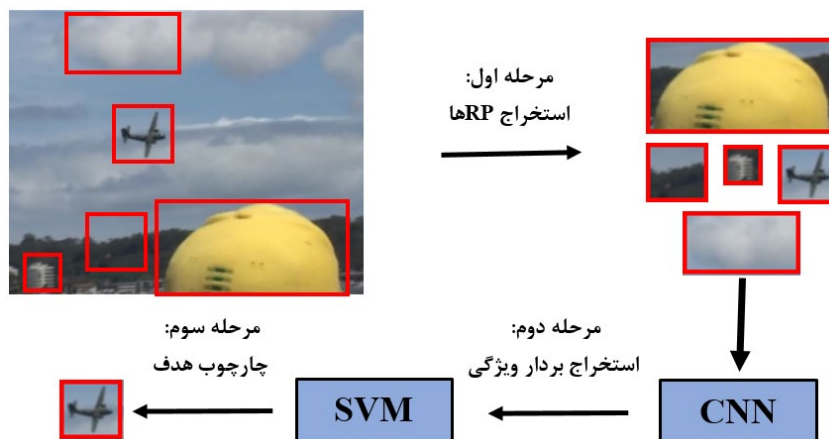 مرحله اول:
استخراج RPها
مرحله دوم:
استخراج بردار ویژگی
مرحله سوم:
چارچوب هدف
CNN
SVM